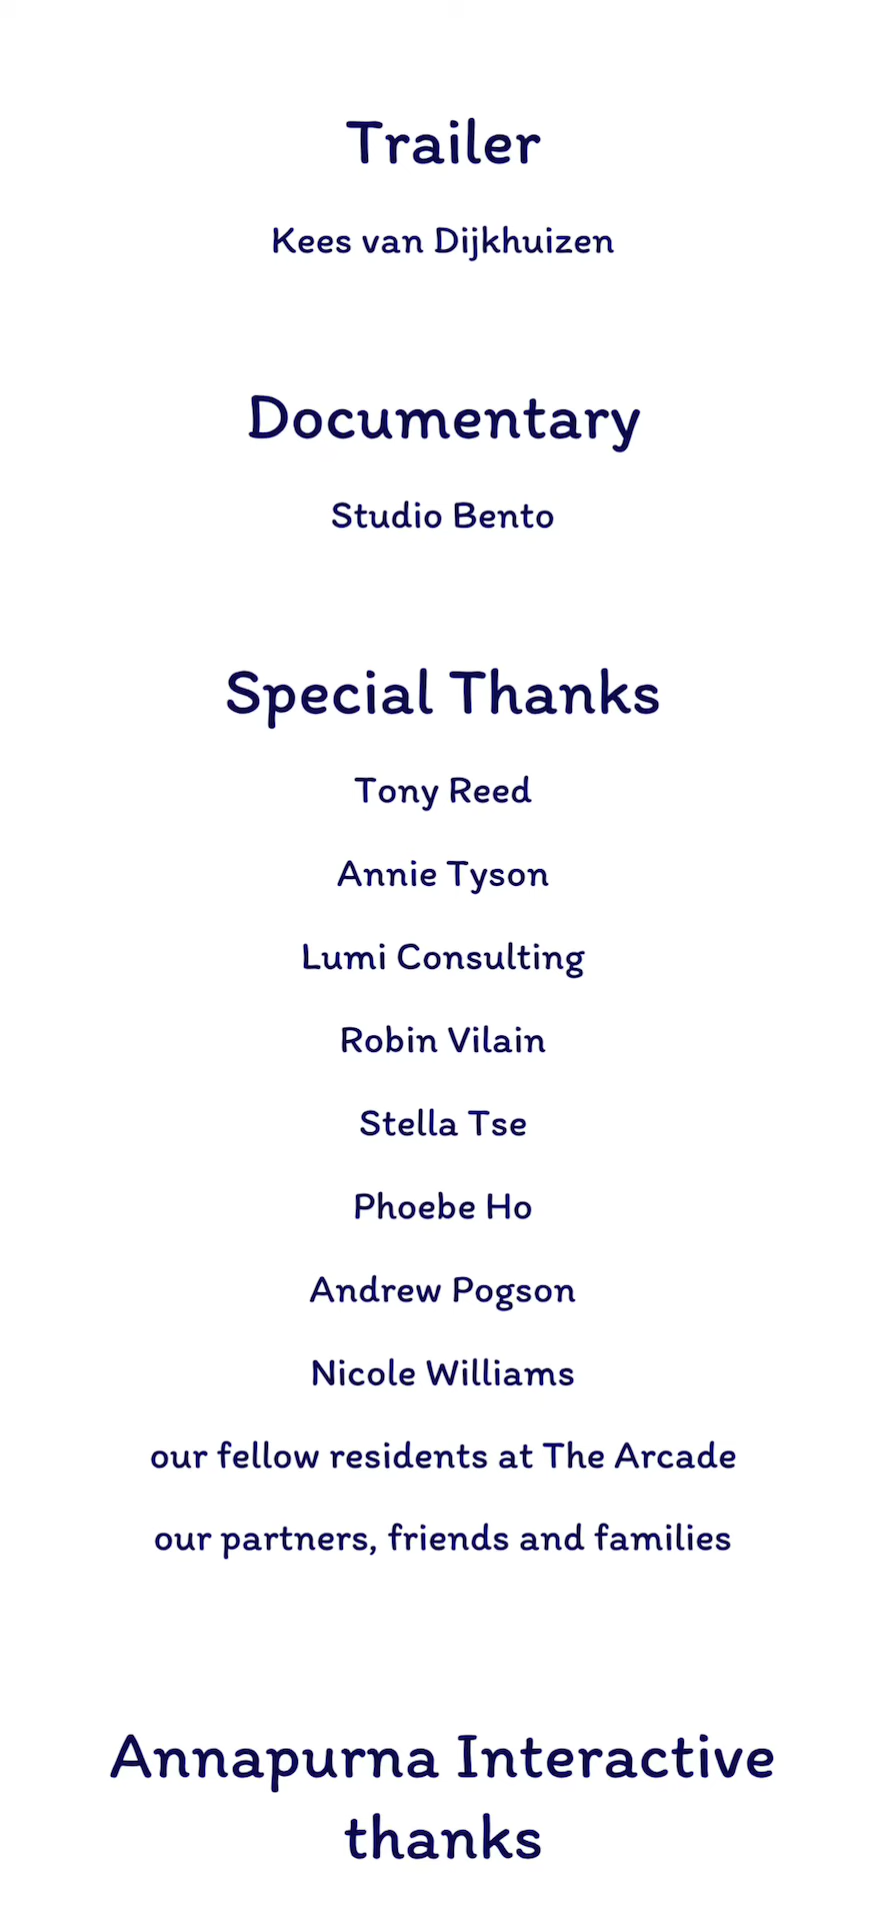 Trailer
Kees van Dijkhuizen
Documentary
Studio Bento
Special Thanks
Tony Reed
Annie Tyson
Lumi Consulting
Robin Vilain
Stella Tse
Phoebe Ho
Andrew Pogson
Nicole Williams
our fellow residents at The Arcade
our partners, friends and families
Annapurna Interactive
thanks